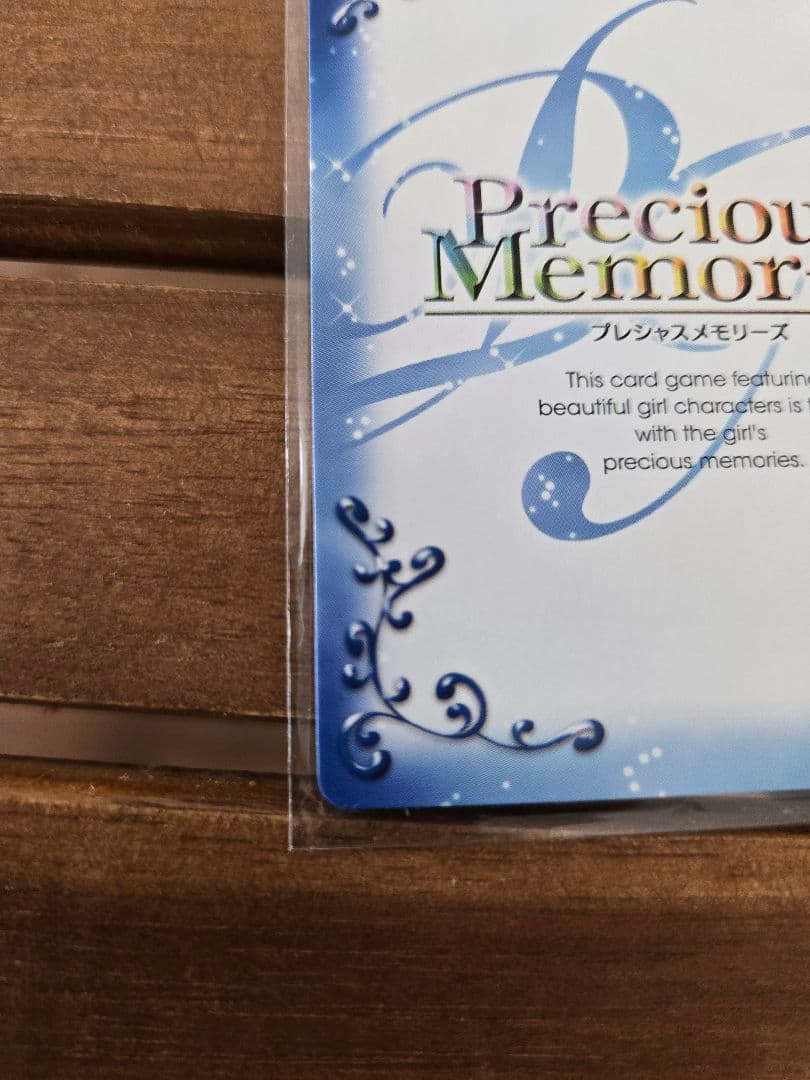 Preciou
Memor
プレシャスメモリーズ
This card game featuring
beautiful girl characters is
with the girl's
precious memories.